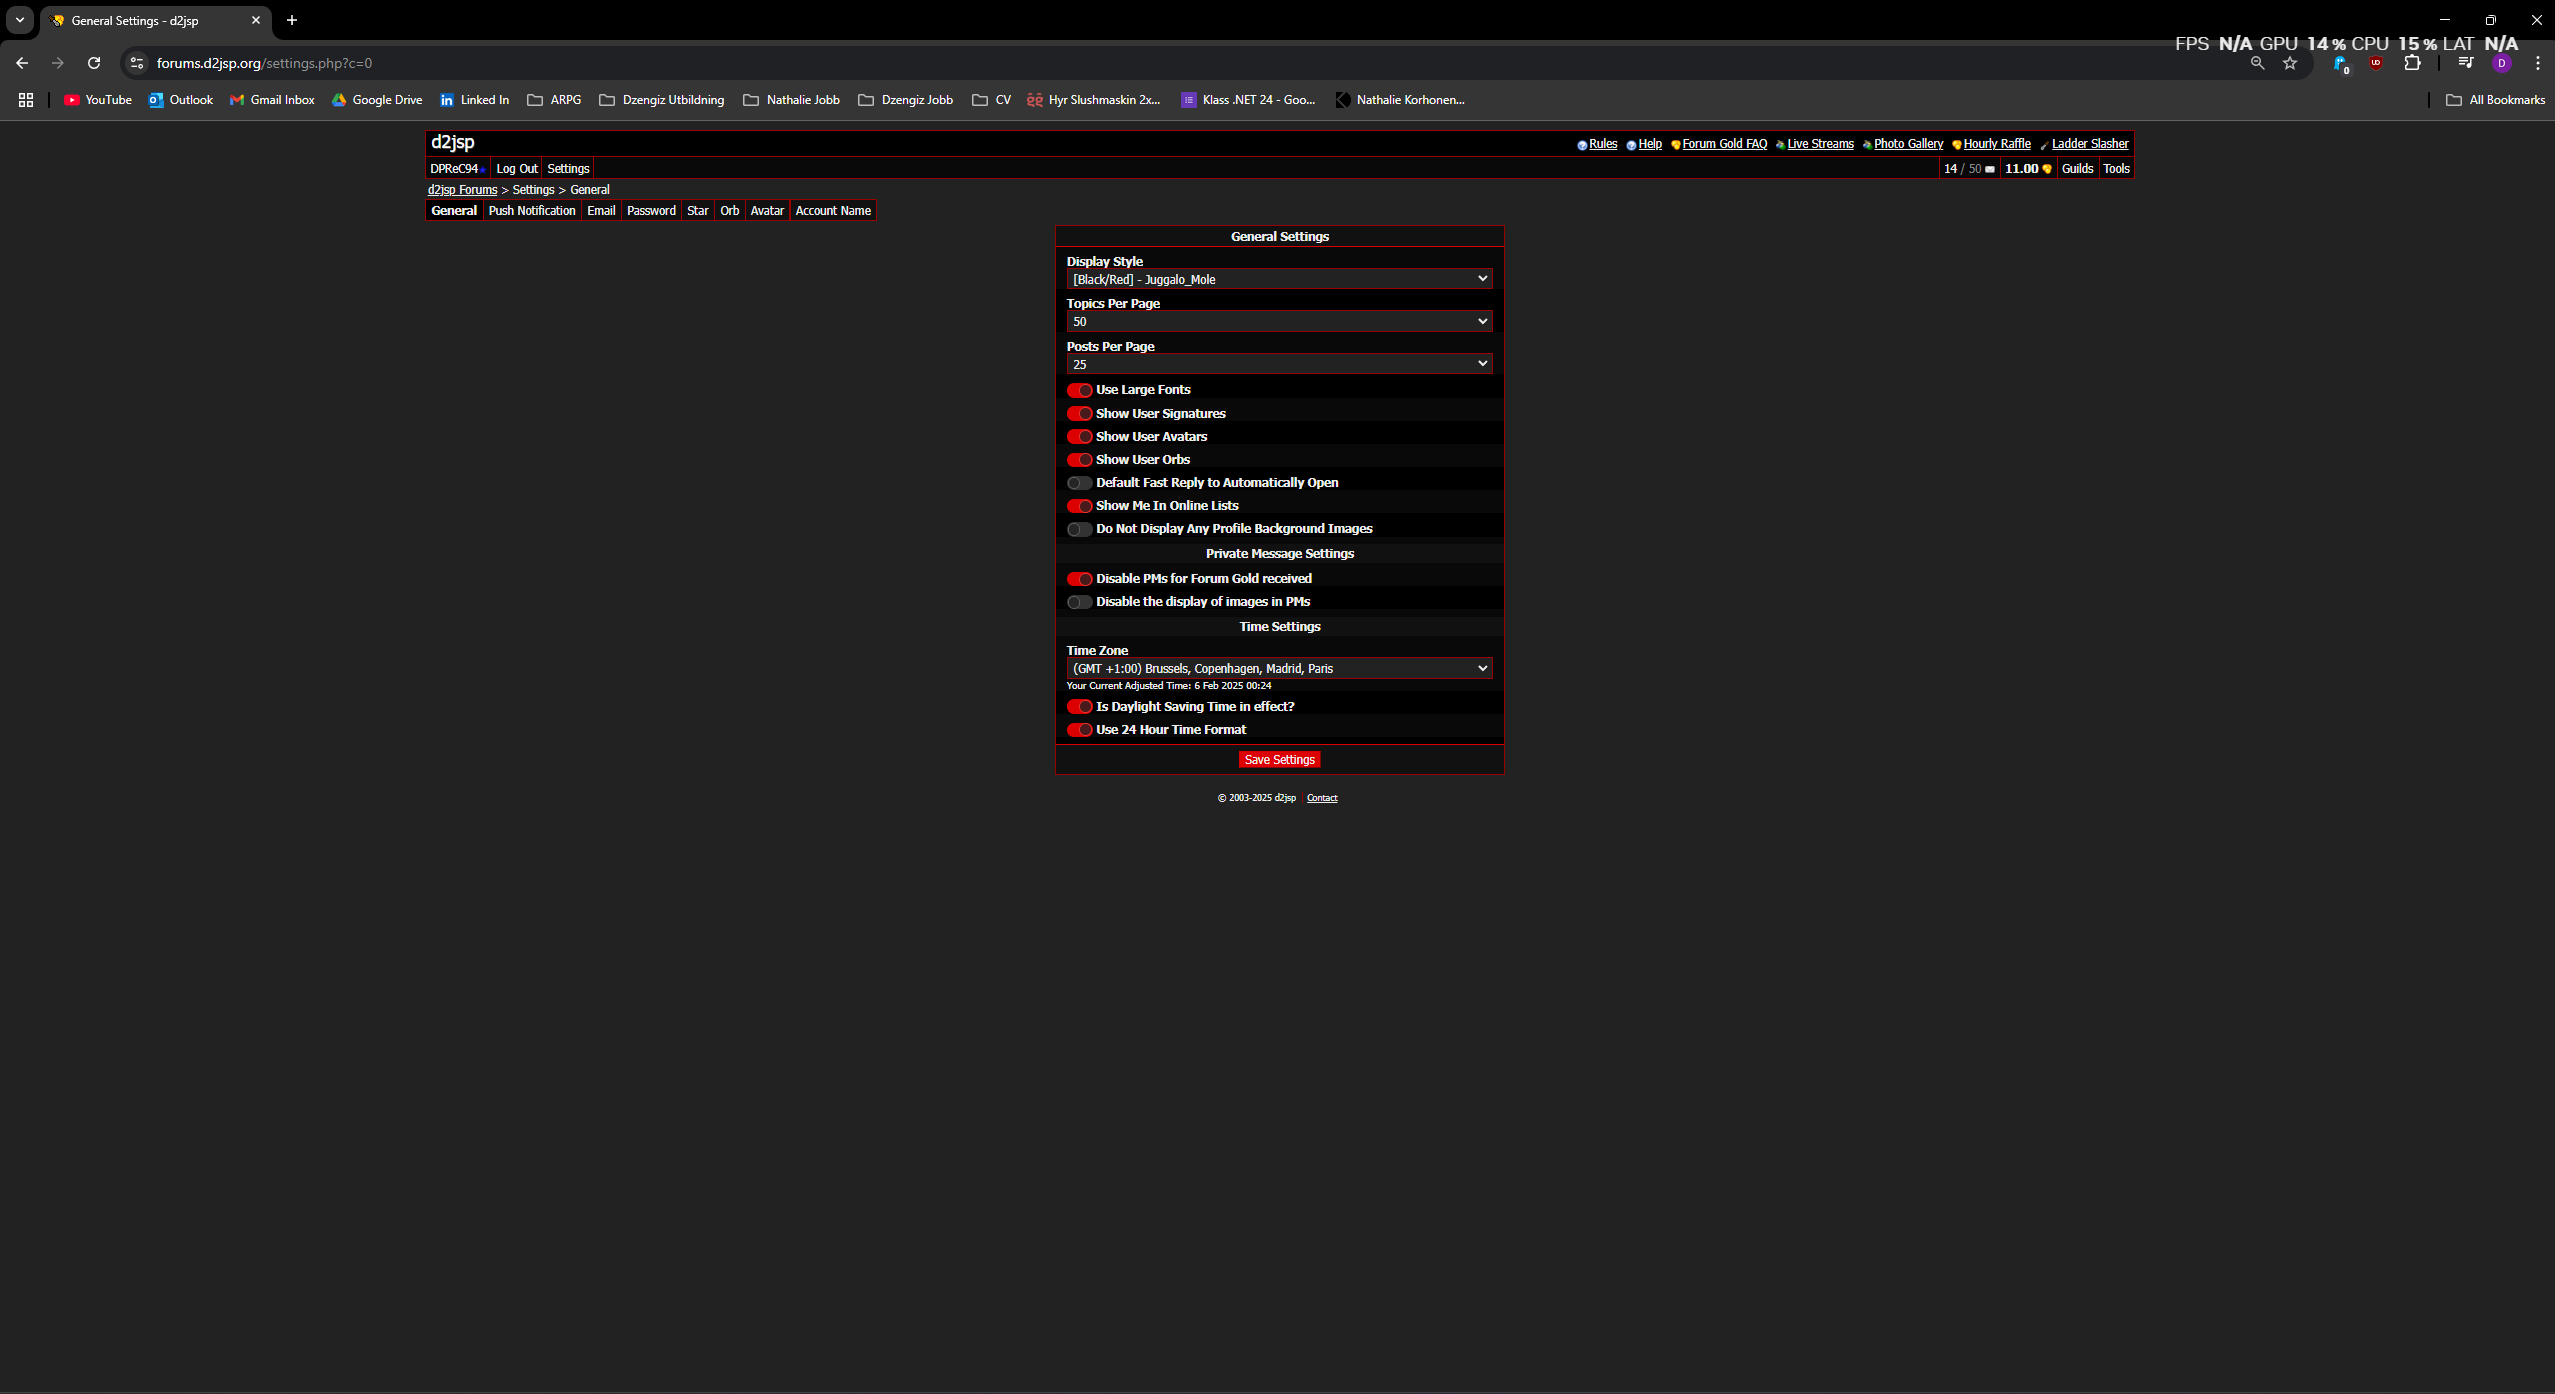 General Settings - d2jsp
FPS N/A GPU 14% CPU 15% LAT N/A
forums.d2jsp.org/settings.php?c=0
0
D
YouTube Outlook Gmail Inbox Google Drive Linked In ARPG Dzengiz Utbildning Nathalie Jobb Dzengiz Jobb CV Hyr Slushmaskin 2x... Klass .NET 24 - Goo... Nathalie Korhonen... All Bookmarks
d2jsp
Rules Help Forum Gold FAQ Live Streams Photo Gallery Hourly Raffle Ladder Slasher
DPReC94 Log Out Settings
14 / 50 11.00 Guilds Tools
d2jsp Forums > Settings > General
General Push Notification Email Password Star Orb Avatar Account Name
General Settings
Display Style
[Black/Red] - Juggalo_Mole
Topics Per Page
50
Posts Per Page
25
Use Large Fonts
Show User Signatures
Show User Avatars
Show User Orbs
Default Fast Reply to Automatically Open
Show Me In Online Lists
Do Not Display Any Profile Background Images
Private Message Settings
Disable PMs for Forum Gold received
Disable the display of images in PMs
Time Settings
Time Zone
(GMT +1:00) Brussels, Copenhagen, Madrid, Paris
Your Current Adjusted Time: 6 Feb 2025 00:24
Is Daylight Saving Time in effect?
Use 24 Hour Time Format
Save Settings
© 2003-2025 d2jsp | Contact